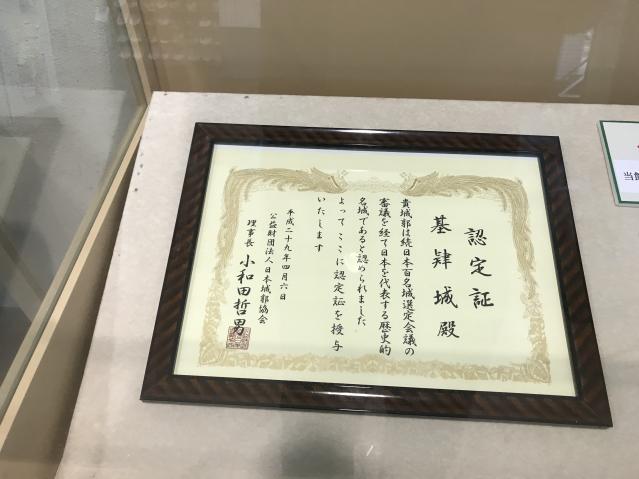 認定証
基肄城殿
貴城郭は続日本百名城選定会議の
審議を経て日本を代表する歴史的
名城であると認められました
よってここに認定証を授与
いたします
平成二十九年四月六日
公益財団法人日本城郭協会
理事長 小和田哲男
当館